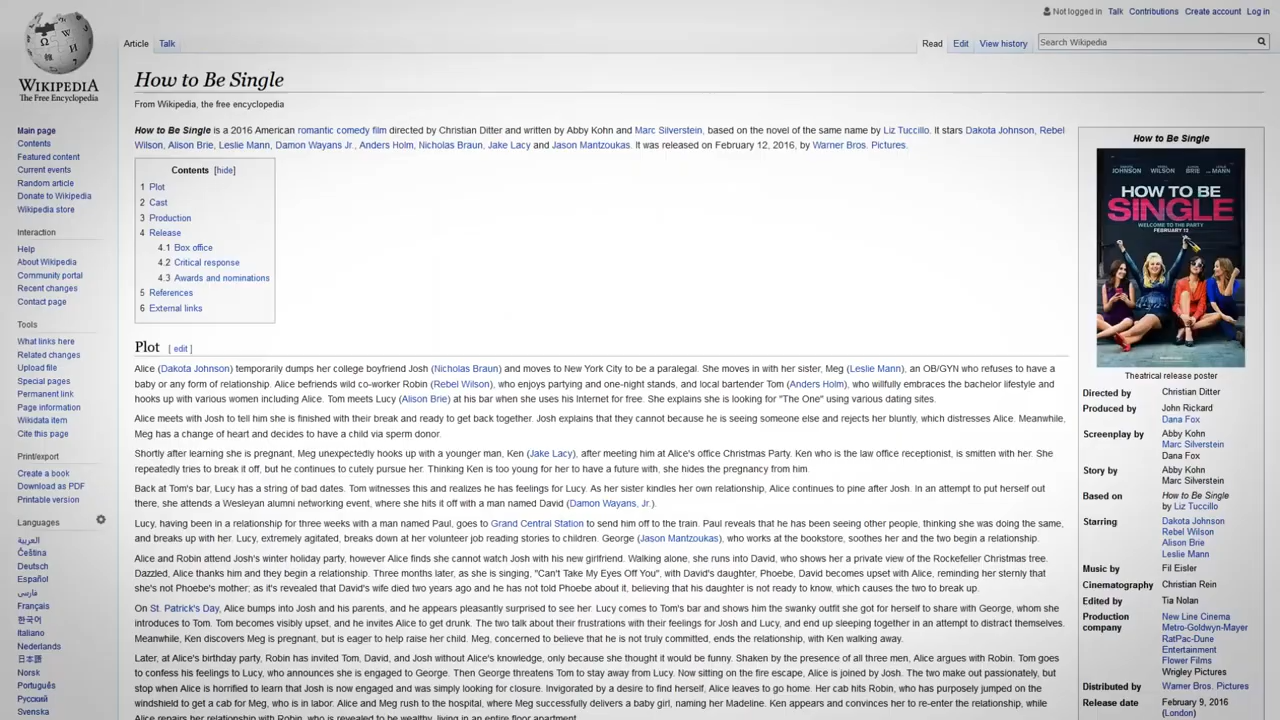 Not logged in Talk Contributions Create account Log in
Article Talk
Read Edit View history
Search Wikipedia
WIKIPEDIA
The Free Encyclopedia
Main page
Contents
Featured content
Current events
Random article
Donate to Wikipedia
Wikipedia store
Interaction
Help
About Wikipedia
Community portal
Recent changes
Contact page
Tools
What links here
Related changes
Upload file
Special pages
Permanent link
Page information
Wikidata item
Cite this page
Print/export
Create a book
Download as PDF
Printable version
Languages
العربية
Čeština
Deutsch
Español
فارسی
Français
한국어
Italiano
Nederlands
日本語
Norsk
Português
Русский
Svenska
How to Be Single
From Wikipedia, the free encyclopedia
How to Be Single is a 2016 American romantic comedy film directed by Christian Ditter and written by Abby Kohn and Marc Silverstein, based on the novel of the same name by Liz Tuccillo. It stars Dakota Johnson, Rebel
Wilson, Alison Brie, Leslie Mann, Damon Wayans Jr., Anders Holm, Nicholas Braun, Jake Lacy and Jason Mantzoukas. It was released on February 12, 2016, by Warner Bros. Pictures.
Contents [hide]
1 Plot
2 Cast
3 Production
4 Release
4.1 Box office
4.2 Critical response
4.3 Awards and nominations
5 References
6 External links
Plot [ edit ]
Alice (Dakota Johnson) temporarily dumps her college boyfriend Josh (Nicholas Braun) and moves to New York City to be a paralegal. She moves in with her sister, Meg (Leslie Mann), an OB/GYN who refuses to have a
baby or any form of relationship. Alice befriends wild co-worker Robin (Rebel Wilson), who enjoys partying and one-night stands, and local bartender Tom (Anders Holm), who willfully embraces the bachelor lifestyle and
hooks up with various women including Alice. Tom meets Lucy (Alison Brie) at his bar when she uses his Internet for free. She explains she is looking for "The One" using various dating sites.
Alice meets with Josh to tell him she is finished with their break and ready to get back together. Josh explains that they cannot because he is seeing someone else and rejects her bluntly, which distresses Alice. Meanwhile,
Meg has a change of heart and decides to have a child via sperm donor.
Shortly after learning she is pregnant, Meg unexpectedly hooks up with a younger man, Ken (Jake Lacy), after meeting him at Alice's office Christmas Party. Ken who is the law office receptionist, is smitten with her. She
repeatedly tries to break it off, but he continues to cutely pursue her. Thinking Ken is too young for her to have a future with, she hides the pregnancy from him.
Back at Tom's bar, Lucy has a string of bad dates. Tom witnesses this and realizes he has feelings for Lucy. As her sister kindles her own relationship, Alice continues to pine after Josh. In an attempt to put herself out
there, she attends a Wesleyan alumni networking event, where she hits it off with a man named David (Damon Wayans, Jr.).
Lucy, having been in a relationship for three weeks with a man named Paul, goes to Grand Central Station to send him off to the train. Paul reveals that he has been seeing other people, thinking she was doing the same,
and breaks up with her. Lucy, extremely agitated, breaks down at her volunteer job reading stories to children. George (Jason Mantzoukas), who works at the bookstore, soothes her and the two begin a relationship.
Alice and Robin attend Josh's winter holiday party, however Alice finds she cannot watch Josh with his new girlfriend. Walking alone, she runs into David, who shows her a private view of the Rockefeller Christmas tree.
Dazzled, Alice thanks him and they begin a relationship. Three months later, as she is singing, "Can't Take My Eyes Off You", with David's daughter, Phoebe, David becomes upset with Alice, reminding her sternly that
she's not Phoebe's mother; as it's revealed that David's wife died two years ago and he has not told Phoebe about it, believing that his daughter is not ready to know, which causes the two to break up.
On St. Patrick's Day, Alice bumps into Josh and his parents, and he appears pleasantly surprised to see her. Lucy comes to Tom's bar and shows him the swanky outfit she got for herself to share with George, whom she
introduces to Tom. Tom becomes visibly upset, and he invites Alice to get drunk. The two talk about their frustrations with their feelings for Josh and Lucy, and end up sleeping together in an attempt to distract themselves.
Meanwhile, Ken discovers Meg is pregnant, but is eager to help raise her child. Meg, concerned to believe that he is not truly committed, ends the relationship, with Ken walking away.
Later, at Alice's birthday party, Robin has invited Tom, David, and Josh without Alice's knowledge, only because she thought it would be funny. Shaken by the presence of all three men, Alice argues with Robin. Tom goes
to confess his feelings to Lucy, who announces she is engaged to George. Then George threatens Tom to stay away from Lucy. Now sitting on the fire escape, Alice is joined by Josh. The two make out passionately, but
stop when Alice is horrified to learn that Josh is now engaged and was simply looking for closure. Invigorated by a desire to find herself, Alice leaves to go home. Her cab hits Robin, who has purposely jumped on the
windshield to get a cab for Meg, who is in labor. Alice and Meg rush to the hospital, where Meg successfully delivers a baby girl, naming her Madeline. Ken appears and convinces her to re-enter the relationship, while
Alice repairs her relationship with Robin, who is revealed to be wealthy, living in an entire floor apartment.
How to Be Single
JOHNSON WILSON BRIE MANN
HOW TO BE
SINGLE
WELCOME TO THE PARTY
FEBRUARY 12
Theatrical release poster
Directed by Christian Ditter
Produced by John Rickard
Dana Fox
Screenplay by Abby Kohn
Marc Silverstein
Dana Fox
Story by Abby Kohn
Marc Silverstein
Based on How to Be Single
by Liz Tuccillo
Starring Dakota Johnson
Rebel Wilson
Alison Brie
Leslie Mann
Music by Fil Eisler
Cinematography Christian Rein
Edited by Tia Nolan
Production New Line Cinema
company Metro-Goldwyn-Mayer
RatPac-Dune
Entertainment
Flower Films
Wrigley Pictures
Distributed by Warner Bros. Pictures
Release date February 9, 2016
(London)